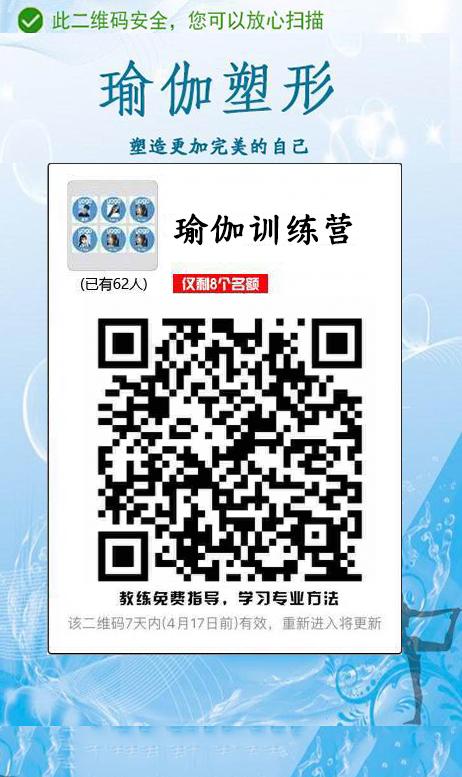 此二维码安全，您可以放心扫描
瑜伽塑形
塑造更加完美的自己
瑜伽训练营
(已有62人)
仅剩8个名额
教练免费指导，学习专业方法
该二维码7天内(4月17日前)有效，重新进入将更新